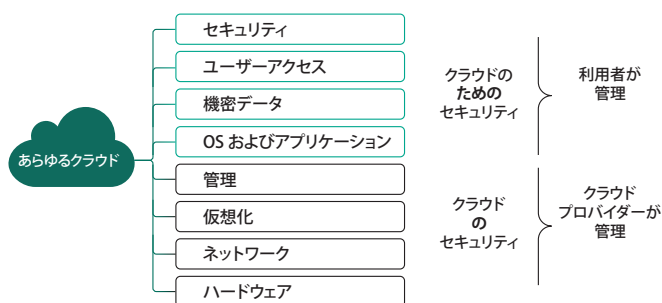 あらゆるクラウド
セキュリティ
ユーザーアクセス
機密データ
OS およびアプリケーション
管理
仮想化
ネットワーク
ハードウェア
クラウドの
ための
セキュリティ
利用者が
管理
クラウド
の
セキュリティ
クラウド
プロバイダーが
管理